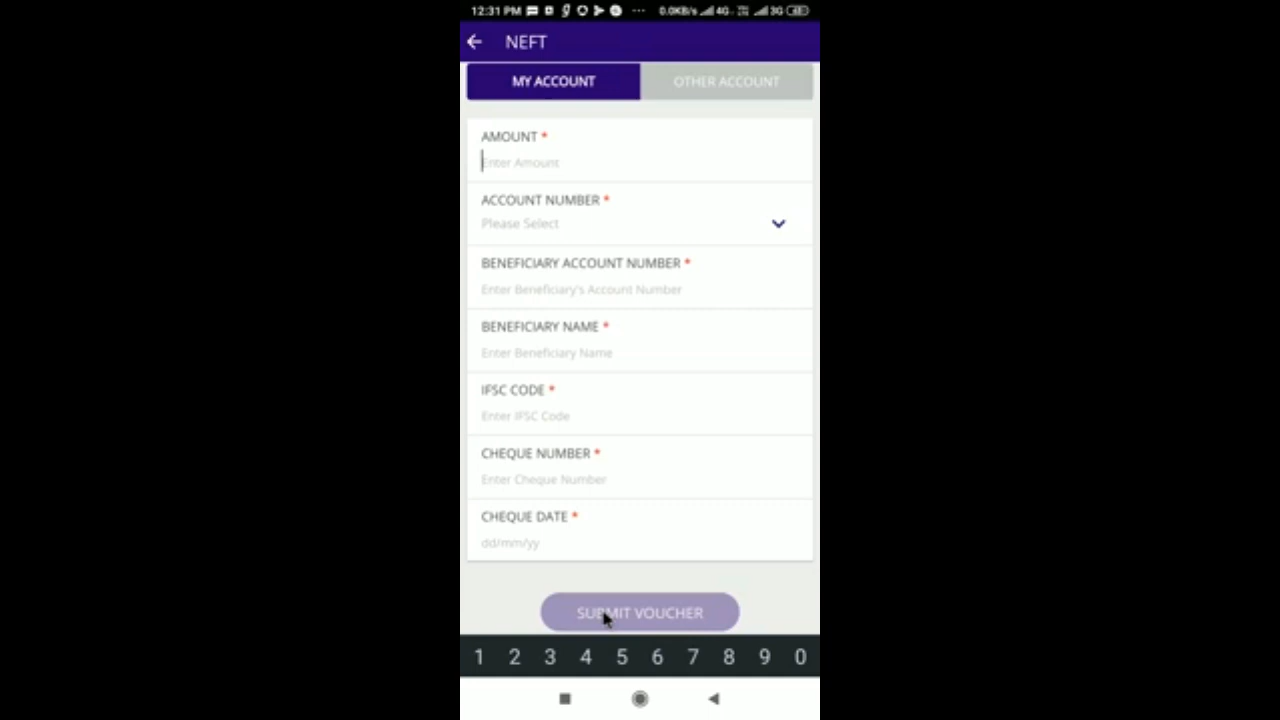 12:31 PM 0.0KB/s 4G 3G
NEFT
MY ACCOUNT OTHER ACCOUNT
AMOUNT *
Enter Amount
ACCOUNT NUMBER *
Please Select
BENEFICIARY ACCOUNT NUMBER *
Enter Beneficiary's Account Number
BENEFICIARY NAME *
Enter Beneficiary Name
IFSC CODE *
Enter IFSC Code
CHEQUE NUMBER *
Enter Cheque Number
CHEQUE DATE *
dd/mm/yy
SUBMIT VOUCHER
1 2 3 4 5 6 7 8 9 0